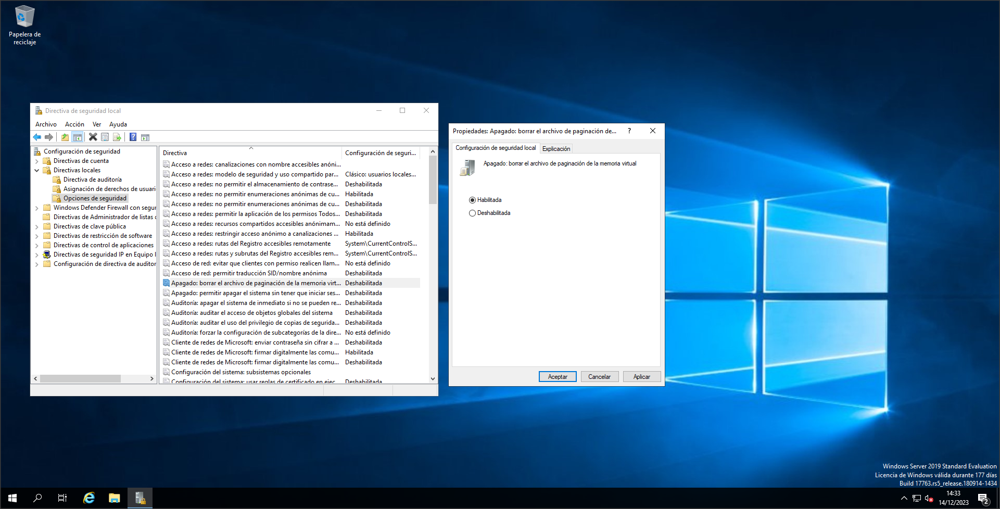 Papelera de
reciclaje
Directiva de seguridad local
Archivo Acción Ver Ayuda
Configuración de seguridad
Directivas de cuenta
Directivas locales
Directiva de auditoría
Asignación de derechos de usuari
Opciones de seguridad
Windows Defender Firewall con segur
Directivas de Administrador de listas c
Directivas de clave pública
Directivas de restricción de software
Directivas de control de aplicaciones
Directivas de seguridad IP en Equipo l
Configuración de directiva de auditor
Directiva Configuración de seguri...
Acceso a redes: canalizaciones con nombre accesibles anóni...
Acceso a redes: modelo de seguridad y uso compartido par... Clásico: usuarios locales...
Acceso a redes: no permitir el almacenamiento de contrase... Deshabilitada
Acceso a redes: no permitir enumeraciones anónimas de cu... Habilitada
Acceso a redes: no permitir enumeraciones anónimas de cu... Deshabilitada
Acceso a redes: permitir la aplicación de los permisos Todos... Deshabilitada
Acceso a redes: recursos compartidos accesibles anónimam... No está definido
Acceso a redes: restringir acceso anónimo a canalizaciones ... Habilitada
Acceso a redes: rutas del Registro accesibles remotamente System\CurrentControlS...
Acceso a redes: rutas y subrutas del Registro accesibles rem... System\CurrentControlS...
Acceso de red: evitar que clientes con permiso realicen llam... No está definido
Acceso de red: permitir traducción SID/nombre anónima Deshabilitada
Apagado: borrar el archivo de paginación de la memoria virt... Deshabilitada
Apagado: permitir apagar el sistema sin tener que iniciar ses... Deshabilitada
Auditoría: apagar el sistema de inmediato si no se pueden re... Deshabilitada
Auditoría: auditar el acceso de objetos globales del sistema Deshabilitada
Auditoría: auditar el uso del privilegio de copias de segurida... Deshabilitada
Auditoría: forzar la configuración de subcategorías de la dire... No está definido
Cliente de redes de Microsoft: enviar contraseña sin cifrar a ... Deshabilitada
Cliente de redes de Microsoft: firmar digitalmente las comu... Habilitada
Cliente de redes de Microsoft: firmar digitalmente las comu... Deshabilitada
Configuración del sistema: subsistemas opcionales
Configuración del sistema: usar reglas de certificado en ejec... Deshabilitada
Propiedades: Apagado: borrar el archivo de paginación de... ?
Configuración de seguridad local Explicación
Apagado: borrar el archivo de paginación de la memoria virtual
Habilitada
Deshabilitada
Aceptar Cancelar Aplicar
Windows Server 2019 Standard Evaluation
Licencia de Windows válida durante 177 días
Build 17763.rs5_release.180914-1434
14:33
14/12/2023
2